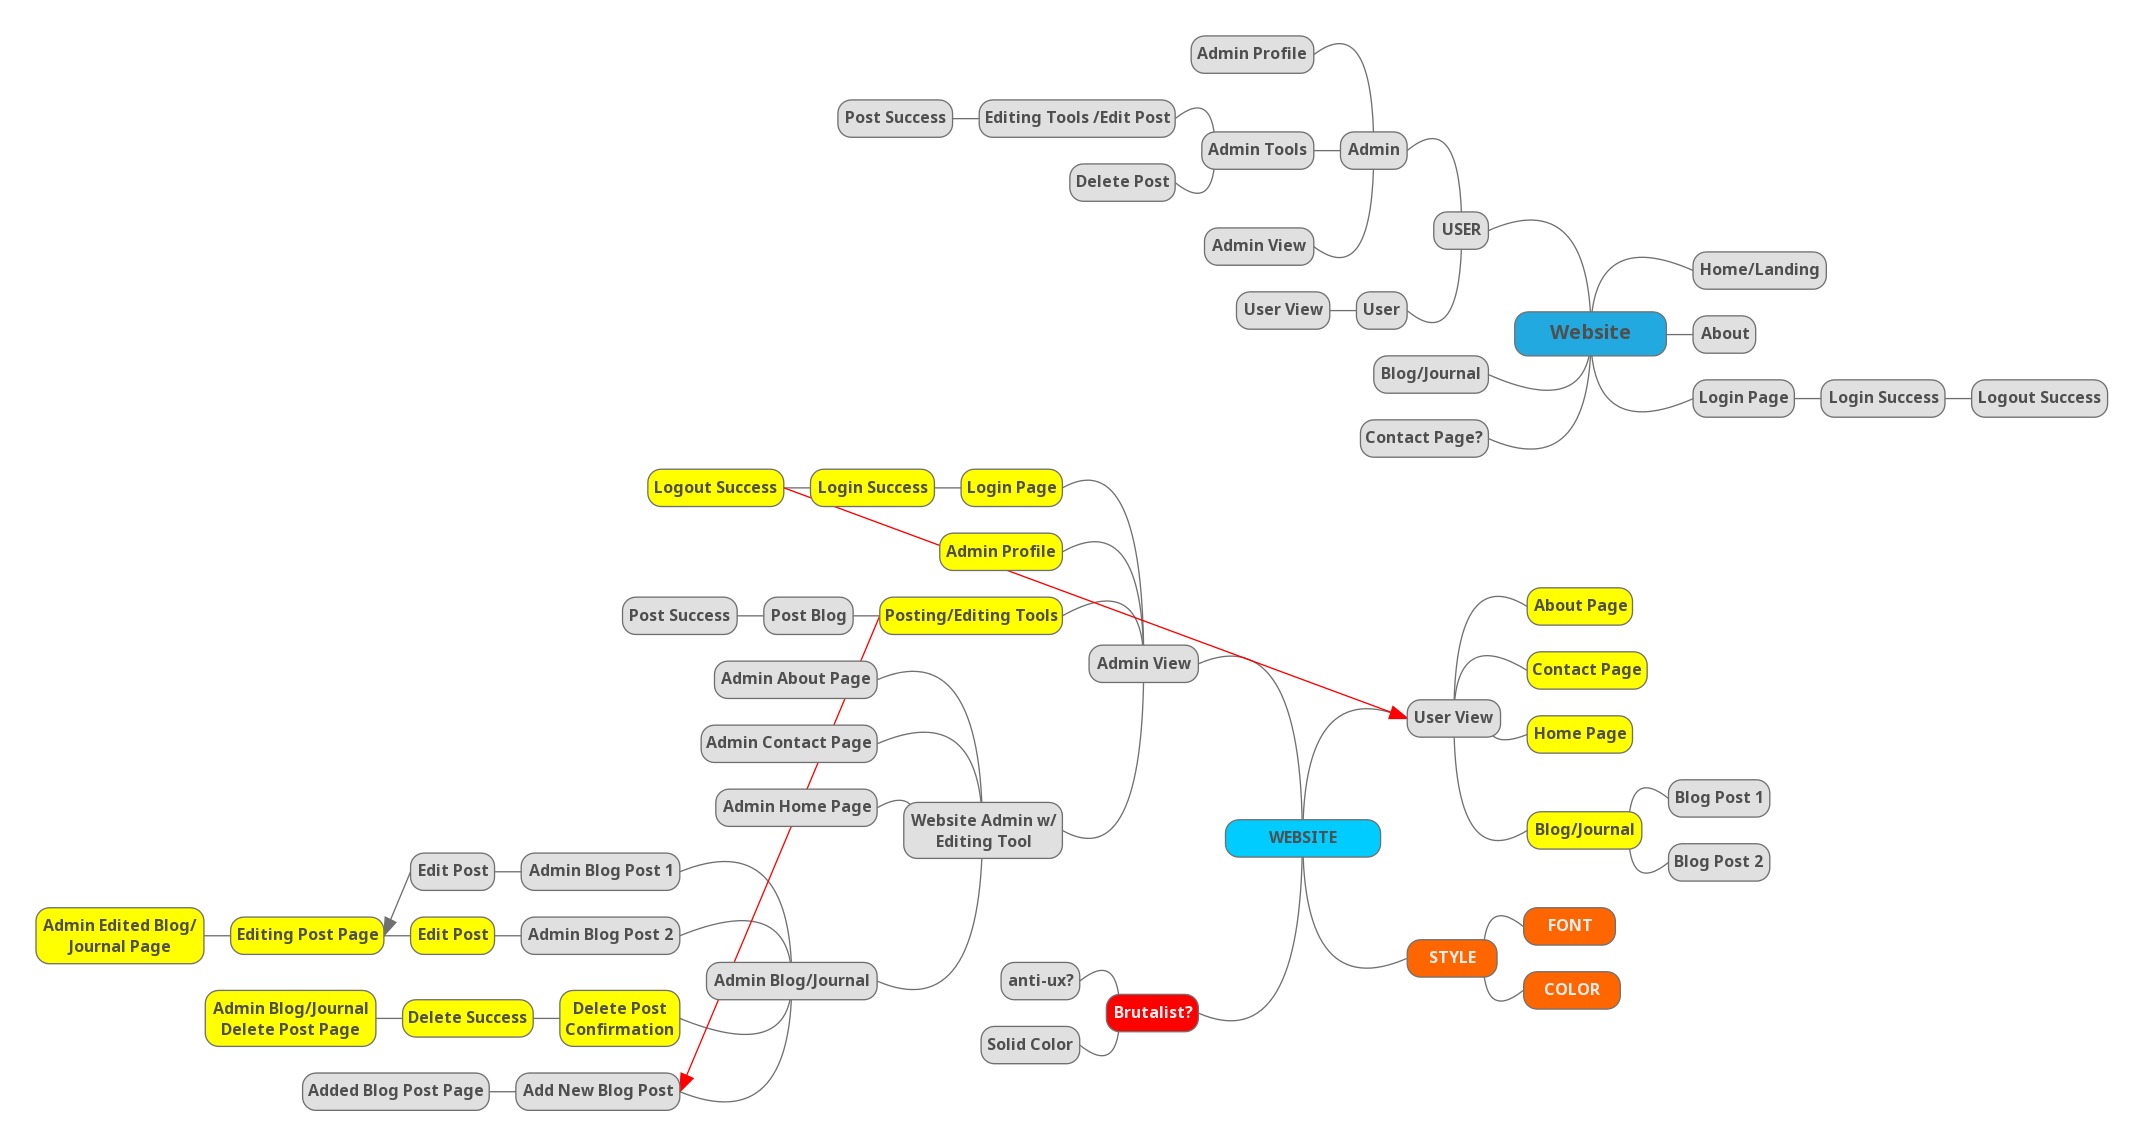 Admin Profile
Post Success
Editing Tools /Edit Post
Admin Tools
Admin
Delete Post
USER
Admin View
Home/Landing
User View
User
Website
About
Blog/Journal
Login Page
Login Success
Logout Success
Contact Page?
Logout Success
Login Success
Login Page
Admin Profile
Post Success
Post Blog
Posting/Editing Tools
Admin View
Admin About Page
Admin Contact Page
Admin Home Page
Website Admin w/
Editing Tool
Edit Post
Admin Blog Post 1
Admin Edited Blog/
Journal Page
Editing Post Page
Edit Post
Admin Blog Post 2
Admin Blog/Journal
Admin Blog/Journal
Delete Post Page
Delete Success
Delete Post
Confirmation
Added Blog Post Page
Add New Blog Post
WEBSITE
User View
About Page
Contact Page
Home Page
Blog/Journal
Blog Post 1
Blog Post 2
STYLE
FONT
COLOR
Brutalist?
anti-ux?
Solid Color